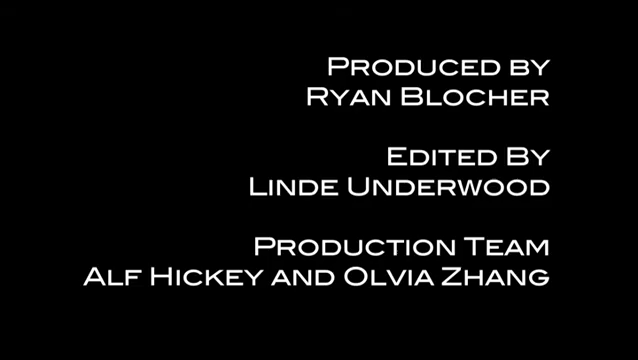 Produced by
Ryan Blocher
Edited By
Linde Underwood
Production Team
Alf Hickey and Olvia Zhang